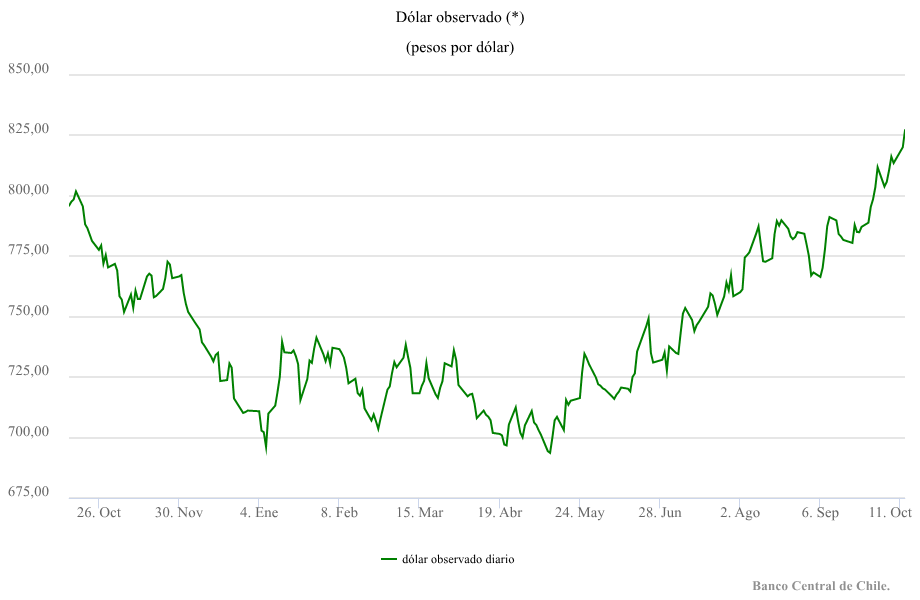 Dólar observado (*)
(pesos por dólar)
850,00
825,00
800,00
775,00
750,00
725,00
700,00
675,00
26. Oct 30. Nov 4. Ene 8. Feb 15. Mar 19. Abr 24. May 28. Jun 2. Ago 6. Sep 11. Oct
dólar observado diario
Banco Central de Chile.